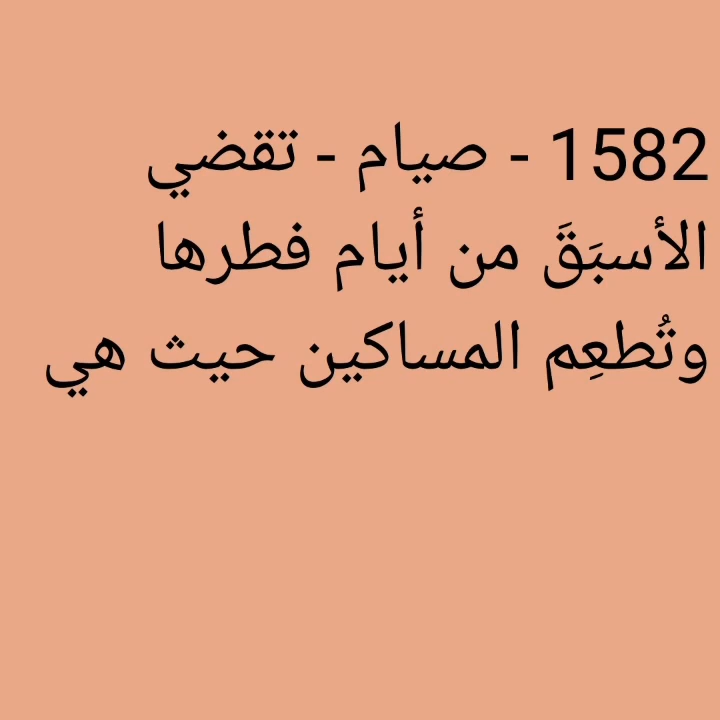 1582 - صيام - تقضي
الأسبَقَ من أيام فطرها
وتُطعِم المساكين حيث هي